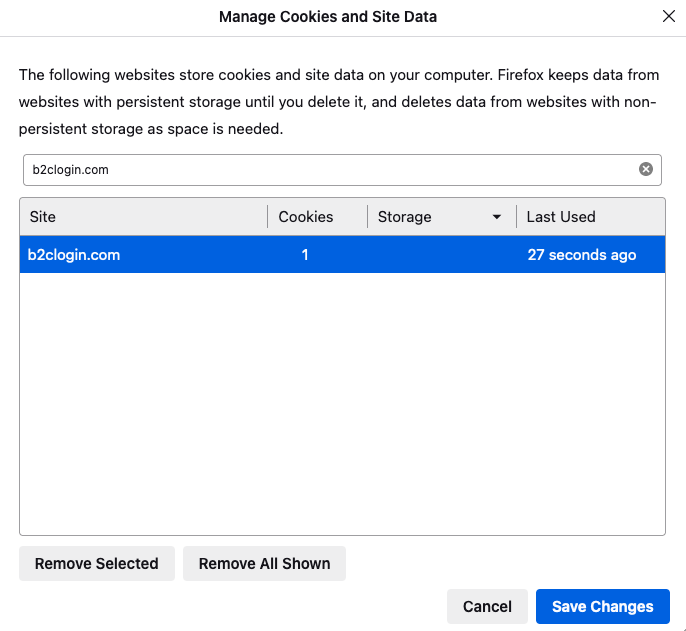 Manage Cookies and Site Data
The following websites store cookies and site data on your computer. Firefox keeps data from
websites with persistent storage until you delete it, and deletes data from websites with non-
persistent storage as space is needed.
b2clogin.com
Site Cookies Storage Last Used
b2clogin.com 1 27 seconds ago
Remove Selected Remove All Shown
Cancel Save Changes